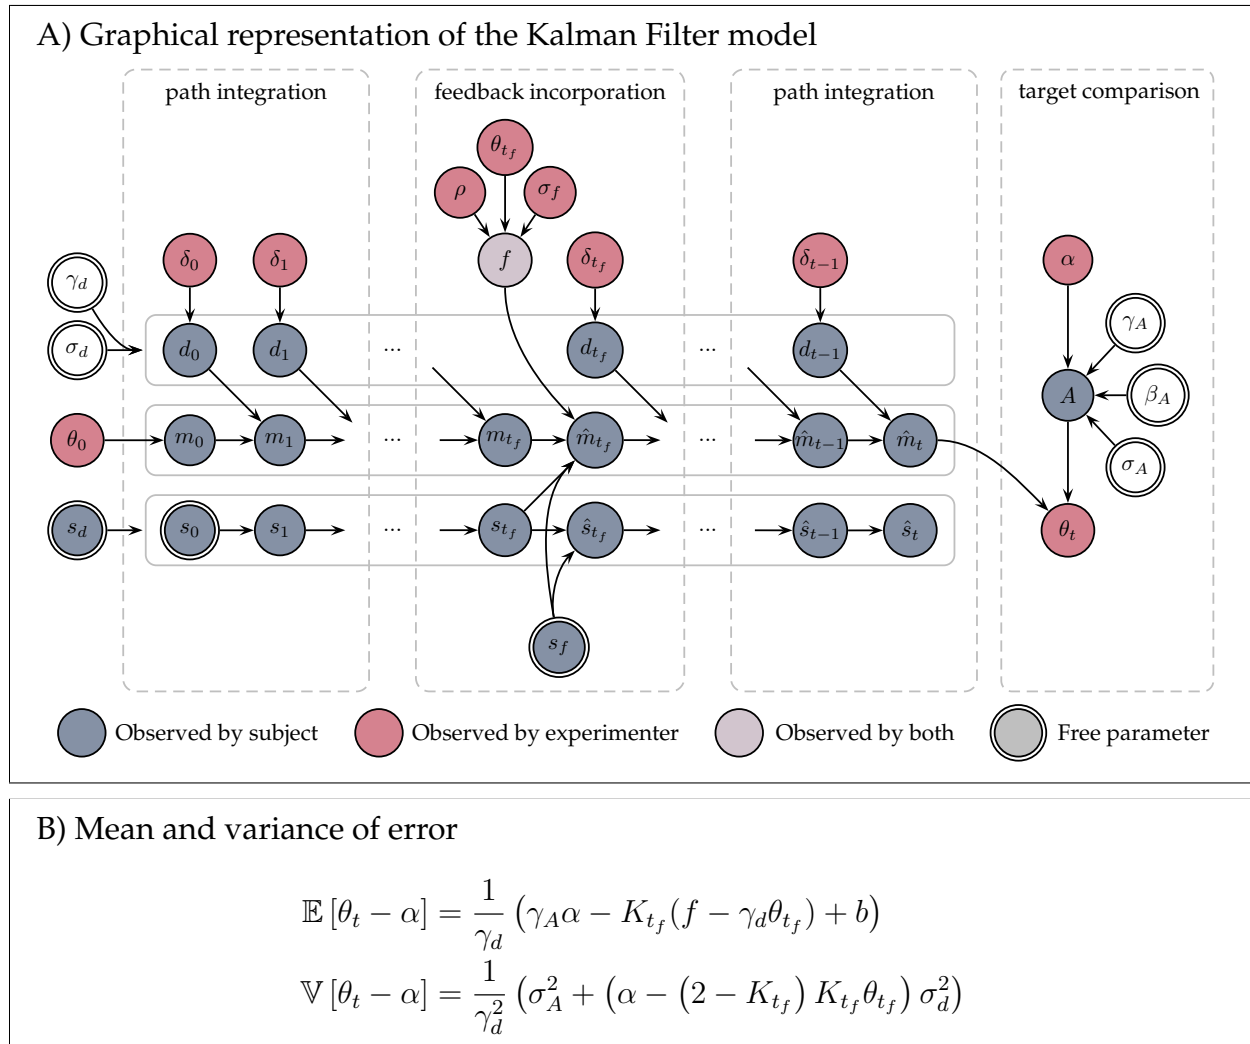 A) Graphical representation of the Kalman Filter model
path integration feedback incorporation path integration target comparison
θ_{t_f}
ρ σ_f
γ_d δ_0 δ_1 f δ_{t_f} δ_{t−1} α
γ_A
σ_d d_0 d_1 ... d_{t_f} ... d_{t−1}
A β_A
θ_0 m_0 m_1 ... m_{t_f} m̂_{t_f} ... m̂_{t−1} m̂_t
σ_A
s_d s_0 s_1 ... s_{t_f} ŝ_{t_f} ... ŝ_{t−1} ŝ_t θ_t
s_f
Observed by subject Observed by experimenter Observed by both Free parameter
B) Mean and variance of error
𝔼 [θ_t − α] = \frac{1}{γ_d} (γ_A α − K_{t_f}(f − γ_d θ_{t_f}) + b)
𝕍 [θ_t − α] = \frac{1}{γ_d^2} (σ_A^2 + (α − (2 − K_{t_f}) K_{t_f} θ_{t_f}) σ_d^2)